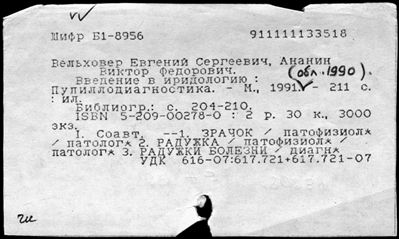 Шифр Б1-8956 911111133518
Вельховер Евгений Сергеевич, Ананин
Виктор Федорович.
Введение в иридологию : (обл. 1990)
Пупиллодиагностика. - М., 1991. - 211 с.
: ил.
Библиогр.: с. 204-210.
ISBN 5-209-00278-0 : 2 р. 30 к., 3000
экз.
I. Соавт. --1. ЗРАЧОК / патофизиол*
/ патолог* 2. РАДУЖКА / патофизиол* /
патолог* 3. РАДУЖКИ БОЛЕЗНИ / диагн*
УДК 616-07:617.721+617.721-07